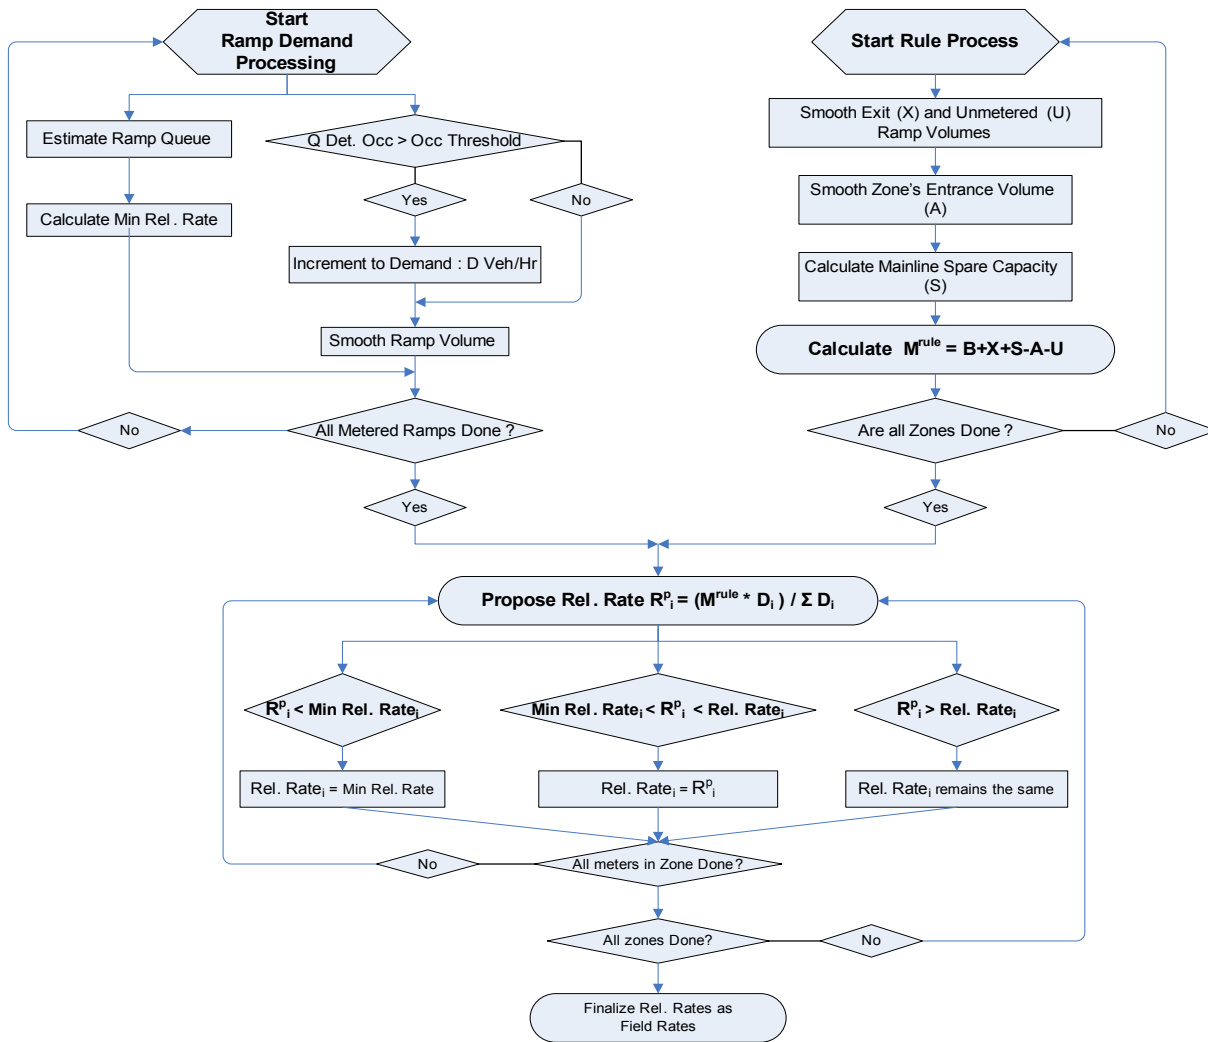 Start
Ramp Demand
Processing
Estimate Ramp Queue
Calculate Min Rel. Rate
Q Det. Occ > Occ Threshold
Yes
No
Increment to Demand : D Veh/Hr
Smooth Ramp Volume
All Metered Ramps Done ?
No
Yes
Start Rule Process
Smooth Exit (X) and Unmetered (U)
Ramp Volumes
Smooth Zone's Entrance Volume
(A)
Calculate Mainline Spare Capacity
(S)
Calculate M^rule = B+X+S-A-U
Are all Zones Done ?
No
Yes
Propose Rel. Rate R^p_i = (M^rule * D_i ) / Σ D_i
R^p_i < Min Rel. Rate_i
Min Rel. Rate_i < R^p_i < Rel. Rate_i
R^p_i > Rel. Rate_i
Rel. Rate_i = Min Rel. Rate
Rel. Rate_i = R^p_i
Rel. Rate_i remains the same
No
All meters in Zone Done?
All zones Done?
No
Finalize Rel. Rates as
Field Rates